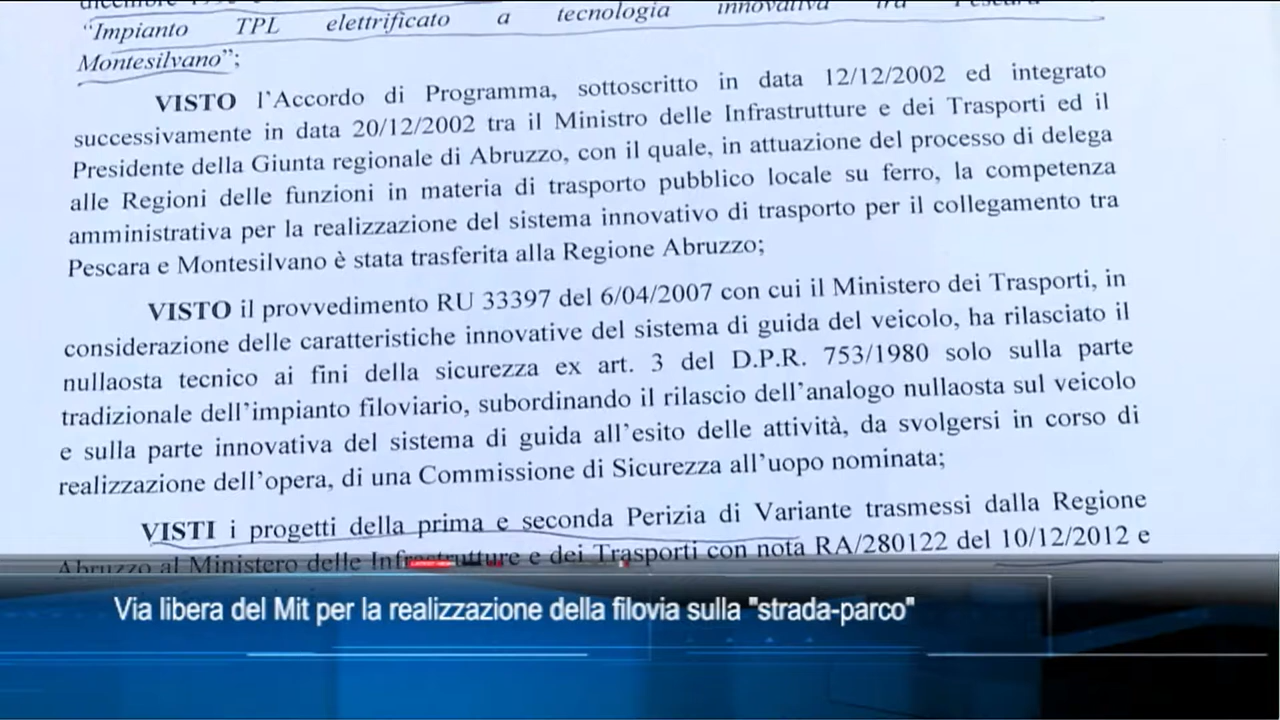 “Impianto TPL elettrificato a tecnologia innovativa tra
Montesilvano”;
VISTO l’Accordo di Programma, sottoscritto in data 12/12/2002 ed integrato
successivamente in data 20/12/2002 tra il Ministro delle Infrastrutture e dei Trasporti ed il
Presidente della Giunta regionale di Abruzzo, con il quale, in attuazione del processo di delega
alle Regioni delle funzioni in materia di trasporto pubblico locale su ferro, la competenza
amministrativa per la realizzazione del sistema innovativo di trasporto per il collegamento tra
Pescara e Montesilvano è stata trasferita alla Regione Abruzzo;
VISTO il provvedimento RU 33397 del 6/04/2007 con cui il Ministero dei Trasporti, in
considerazione delle caratteristiche innovative del sistema di guida del veicolo, ha rilasciato il
nullaosta tecnico ai fini della sicurezza ex art. 3 del D.P.R. 753/1980 solo sulla parte
tradizionale dell’impianto filoviario, subordinando il rilascio dell’analogo nullaosta sul veicolo
e sulla parte innovativa del sistema di guida all’esito delle attività, da svolgersi in corso di
realizzazione dell’opera, di una Commissione di Sicurezza all’uopo nominata;
VISTI i progetti della prima e seconda Perizia di Variante trasmessi dalla Regione
Abruzzo al Ministero delle Infrastrutture e dei Trasporti con nota RA/280122 del 10/12/2012 e
Via libera del Mit per la realizzazione della filovia sulla "strada-parco"